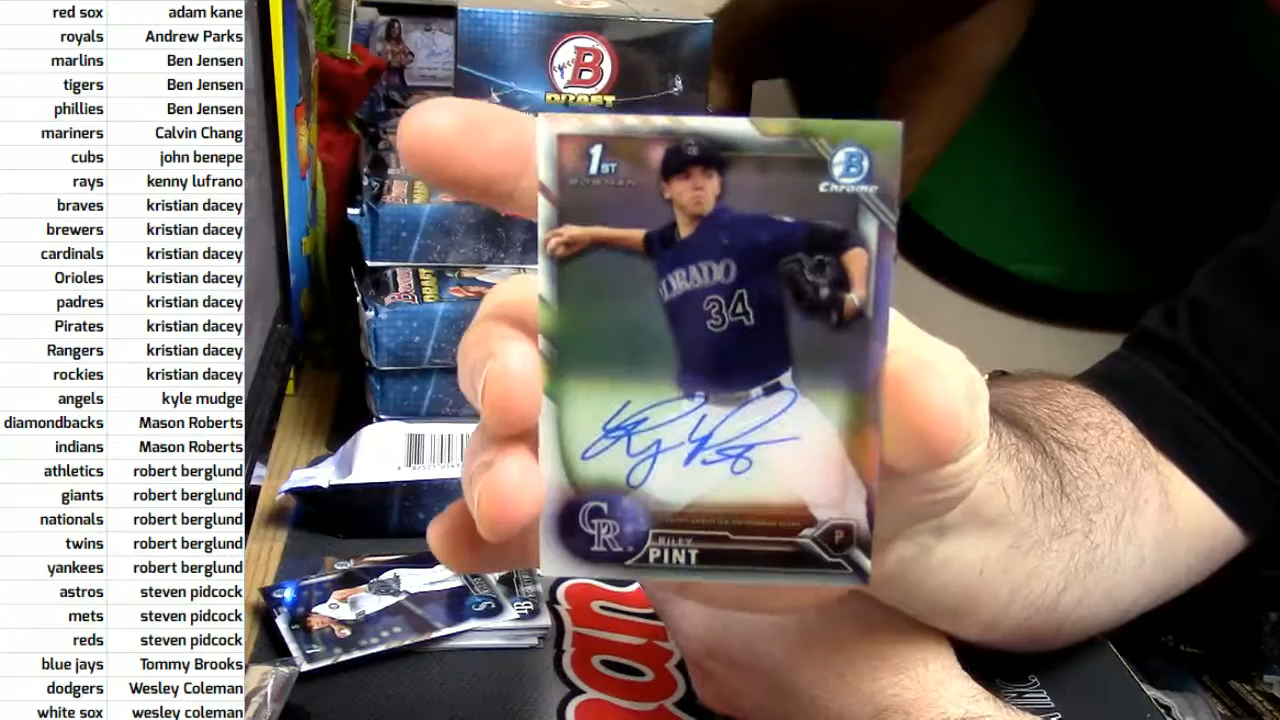 red sox adam kane
royals Andrew Parks
marlins Ben Jensen
tigers Ben Jensen
phillies Ben Jensen
mariners Calvin Chang
cubs john benepe
rays kenny lufrano
braves kristian dacey
brewers kristian dacey
cardinals kristian dacey
Orioles kristian dacey
padres kristian dacey
Pirates kristian dacey
Rangers kristian dacey
rockies kristian dacey
angels kyle mudge
diamondbacks Mason Roberts
indians Mason Roberts
athletics robert berglund
giants robert berglund
nationals robert berglund
twins robert berglund
yankees robert berglund
astros steven pidcock
mets steven pidcock
reds steven pidcock
blue jays Tommy Brooks
dodgers Wesley Coleman
white sox wesley coleman
B
DRAFT
1ST
BOWMAN
B
Chrome
LORADO
34
CR
RILEY
PINT
P
BOWMAN
DRAFT
INC